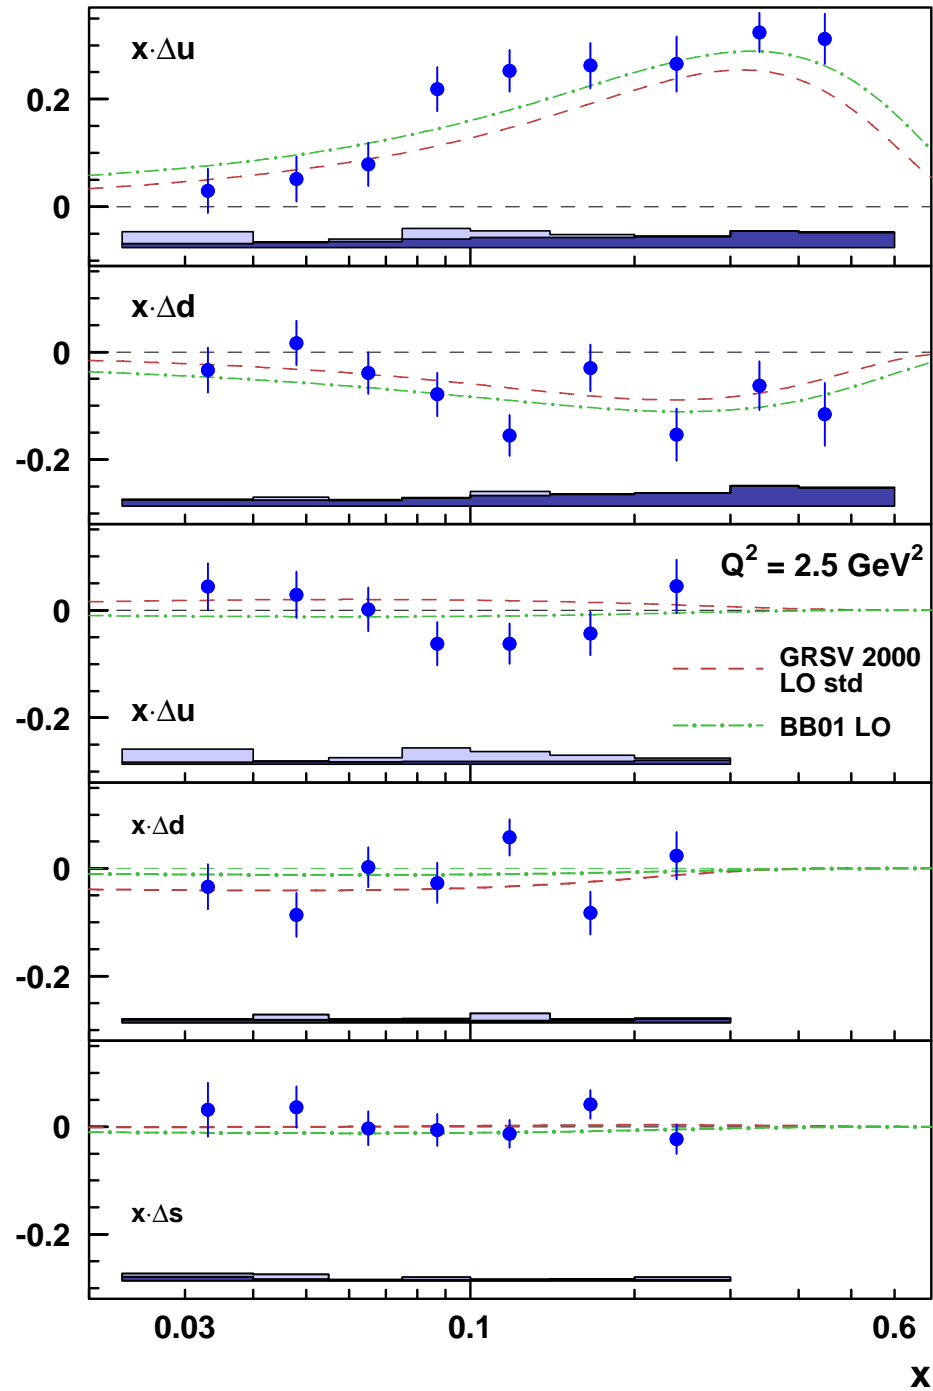 x·Δu
0.2
0
x·Δd
0
-0.2
Q² = 2.5 GeV²
0
GRSV 2000
LO std
-0.2
x·Δu
BB01 LO
x·Δd
0
-0.2
0
x·Δs
-0.2
0.03 0.1 0.6
x